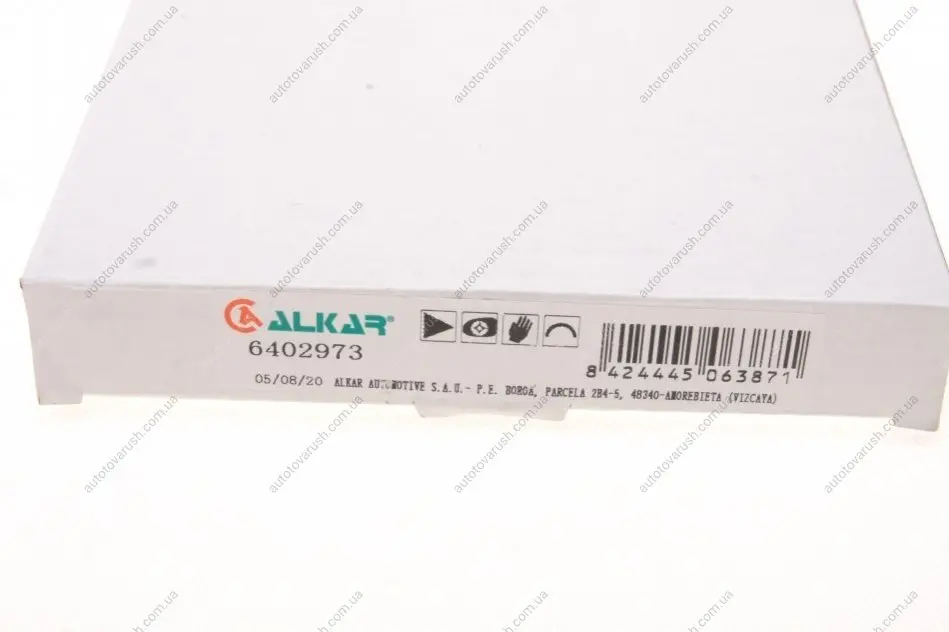 ALKAR®
6402973
8 424445 063871
05/08/20 ALKAR AUTOMOTIVE S.A.U.- P.E. BOROA, PARCELA 2B4-5, 48340-AMOREBIETA (VIZCAYA)
autotovarush.com.ua